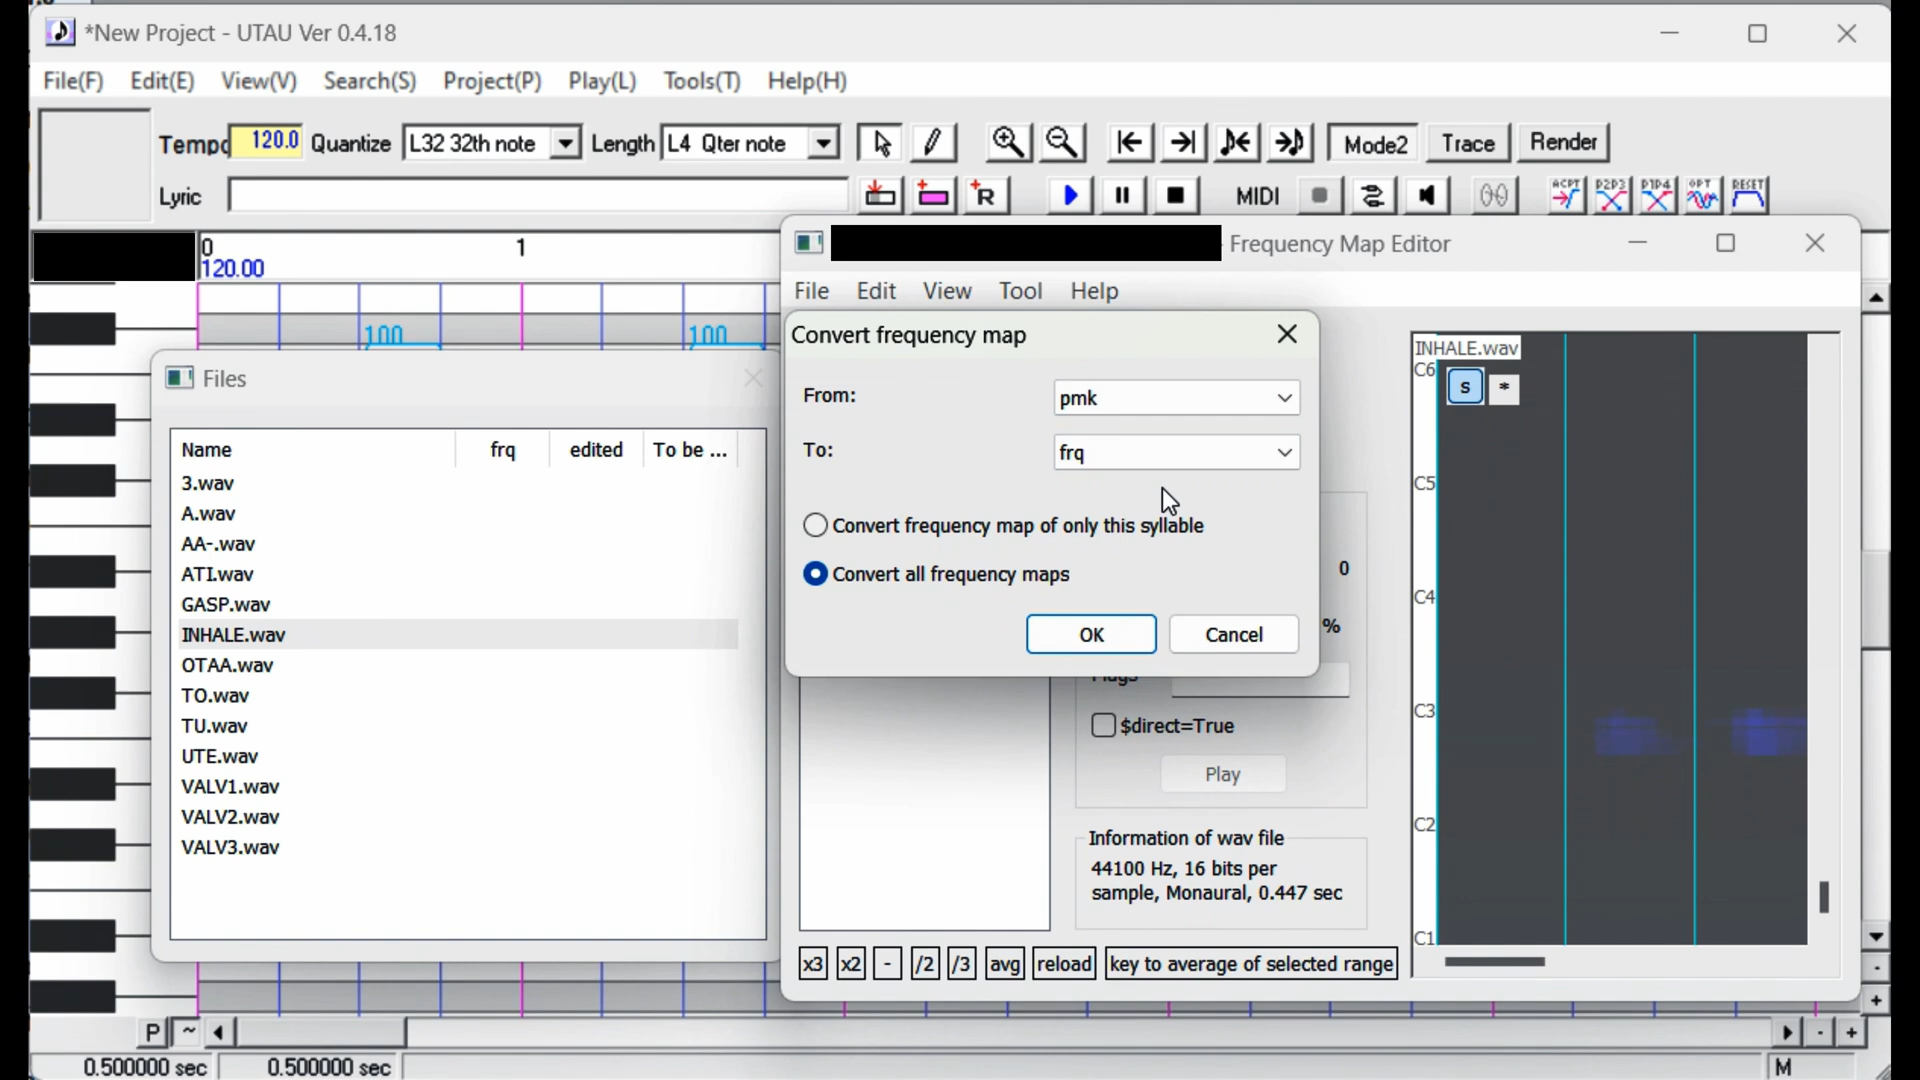 *New Project - UTAU Ver 0.4.18
File(F) Edit(E) View(V) Search(S) Project(P) Play(L) Tools(T) Help(H)
Tempo 120.0 Quantize L32 32th note Length L4 Qter note Mode2 Trace Render
Lyric +R MIDI ACPT P2P3 P1P4 OPT RESET
0 1
120.00
100 100
Frequency Map Editor
File Edit View Tool Help
Convert frequency map
From: pmk
To: frq
Convert frequency map of only this syllable
Convert all frequency maps
OK Cancel
0
%
Flags
$direct=True
Play
Information of wav file
44100 Hz, 16 bits per
sample, Monaural, 0.447 sec
x3 x2 - /2 /3 avg reload key to average of selected range
INHALE.wav
C6
s *
C5
C4
C3
C2
C1
Files
Name frq edited To be ...
3.wav
A.wav
AA-.wav
ATI.wav
GASP.wav
INHALE.wav
OTAA.wav
TO.wav
TU.wav
UTE.wav
VALV1.wav
VALV2.wav
VALV3.wav
-
+
P ~ - +
0.500000 sec 0.500000 sec M